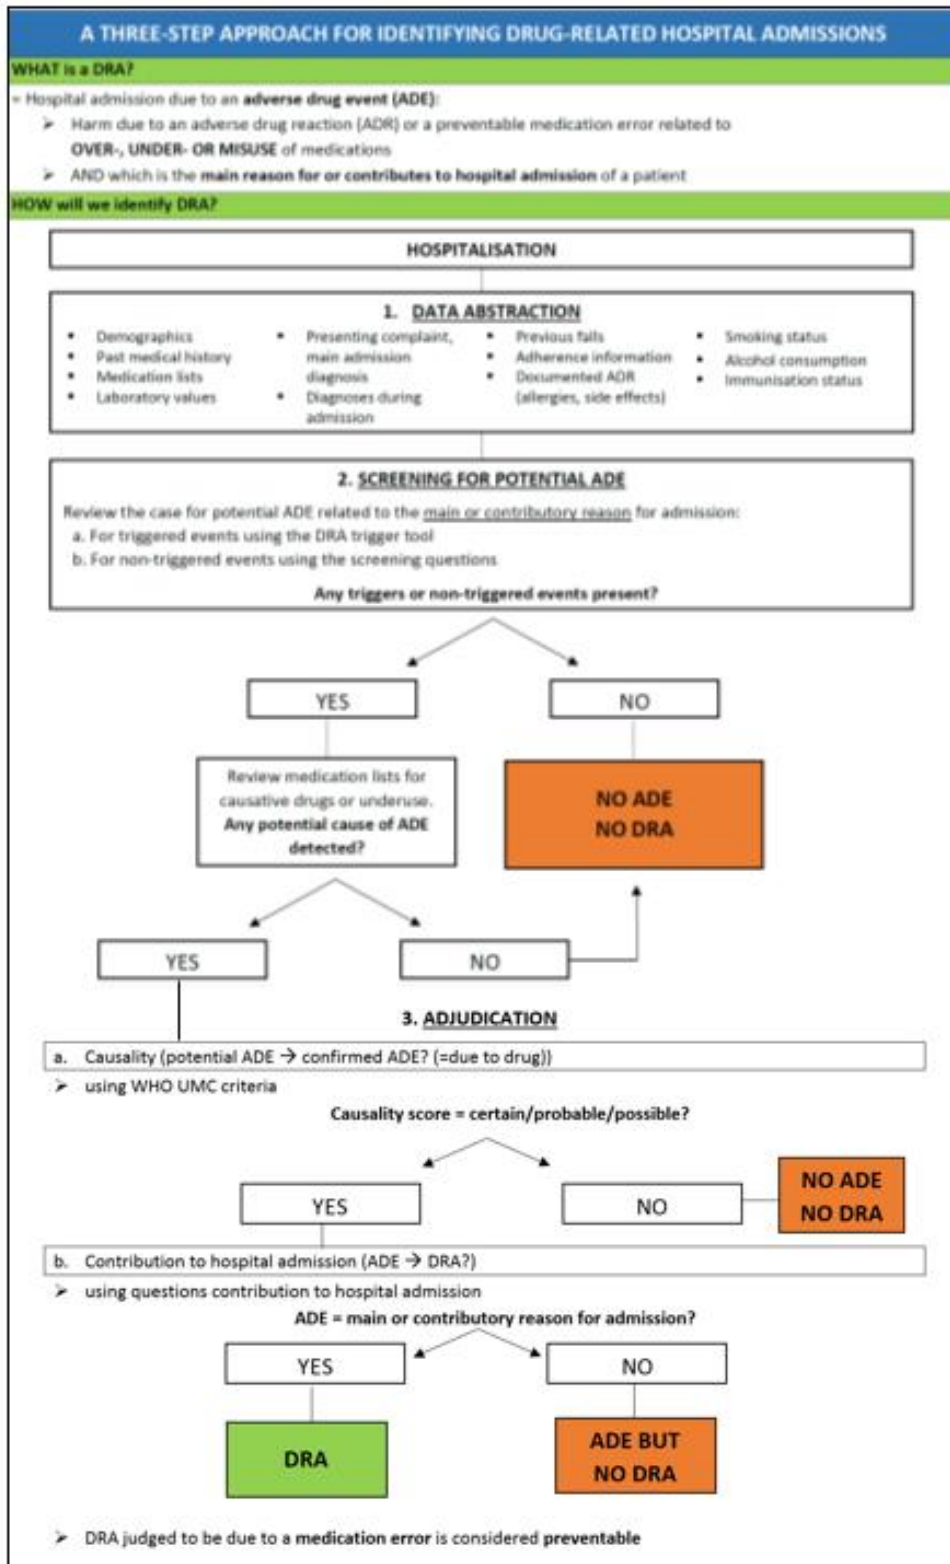 A THREE-STEP APPROACH FOR IDENTIFYING DRUG-RELATED HOSPITAL ADMISSIONS
WHAT is a DRA?
= Hospital admission due to an adverse drug event (ADE):
➢ Harm due to an adverse drug reaction (ADR) or a preventable medication error related to
OVER-, UNDER- OR MISUSE of medications
➢ AND which is the main reason for or contributes to hospital admission of a patient
HOW will we identify DRA?
HOSPITALISATION
1. DATA ABSTRACTION
▪ Demographics
▪ Past medical history
▪ Medication lists
▪ Laboratory values
▪ Presenting complaint,
main admission
diagnosis
▪ Diagnoses during
admission
▪ Previous falls
▪ Adherence information
▪ Documented ADR
(allergies, side effects)
▪ Smoking status
▪ Alcohol consumption
▪ Immunisation status
2. SCREENING FOR POTENTIAL ADE
Review the case for potential ADE related to the main or contributory reason for admission:
a. For triggered events using the DRA trigger tool
b. For non-triggered events using the screening questions
Any triggers or non-triggered events present?
YES
NO
Review medication lists for
causative drugs or underuse.
Any potential cause of ADE
detected?
NO ADE
NO DRA
YES
NO
3. ADJUDICATION
a. Causality (potential ADE → confirmed ADE? (=due to drug))
➢ using WHO UMC criteria
Causality score = certain/probable/possible?
YES
NO
NO ADE
NO DRA
b. Contribution to hospital admission (ADE → DRA?)
➢ using questions contribution to hospital admission
ADE = main or contributory reason for admission?
YES
NO
DRA
ADE BUT
NO DRA
➢ DRA judged to be due to a medication error is considered preventable